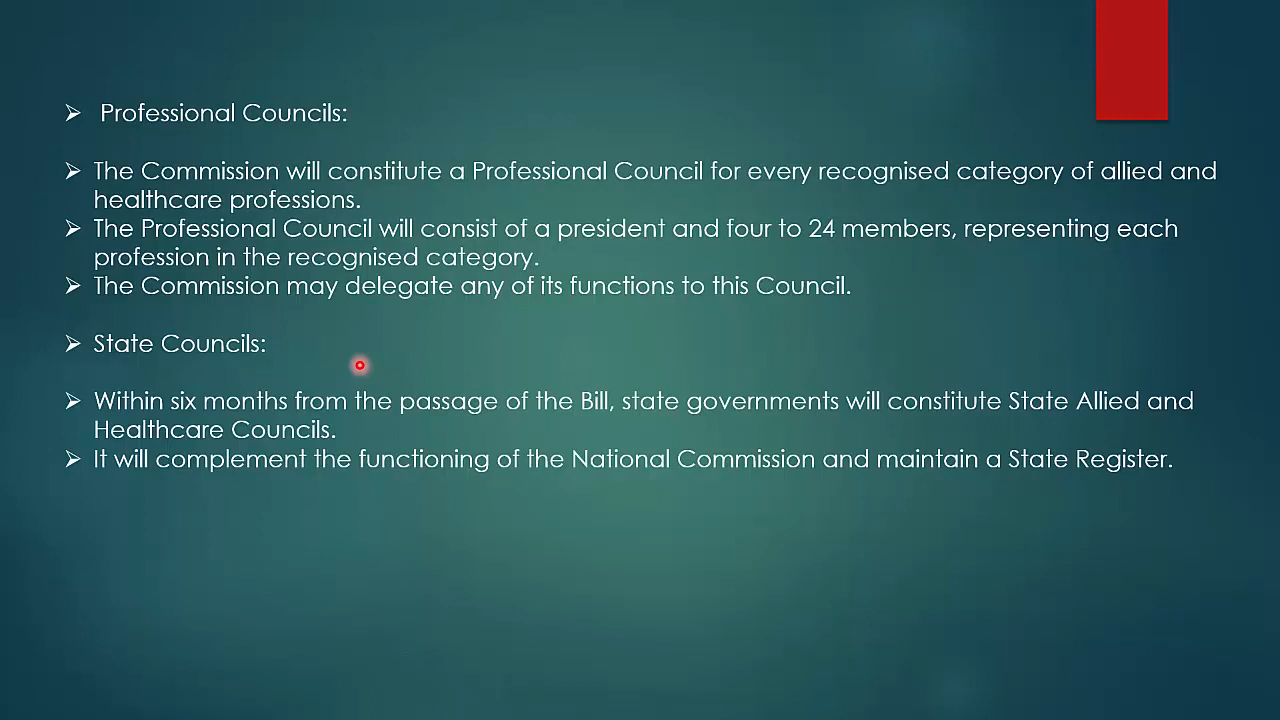 ➢ Professional Councils:
➢ The Commission will constitute a Professional Council for every recognised category of allied and
healthcare professions.
➢ The Professional Council will consist of a president and four to 24 members, representing each
profession in the recognised category.
➢ The Commission may delegate any of its functions to this Council.
➢ State Councils:
➢ Within six months from the passage of the Bill, state governments will constitute State Allied and
Healthcare Councils.
➢ It will complement the functioning of the National Commission and maintain a State Register.